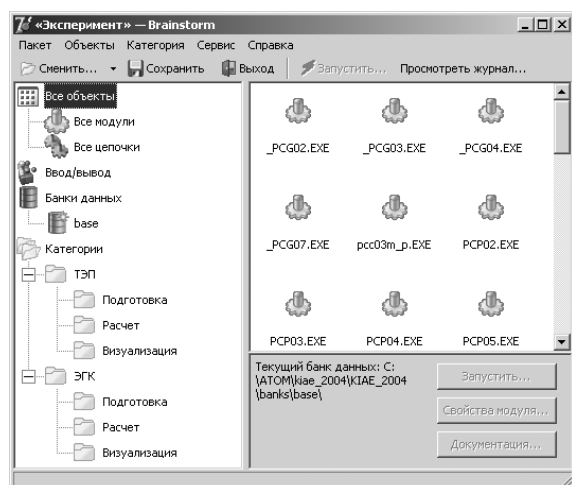 «Эксперимент» — Brainstorm
Пакет Объекты Категория Сервис Справка
Сменить... Сохранить Выход Запустить... Просмотреть журнал...
Все объекты
Все модули
Все цепочки
Ввод/вывод
Банки данных
base
Категории
ТЭП
Подготовка
Расчет
Визуализация
ЭГК
Подготовка
Расчет
Визуализация
_PCG02.EXE _PCG03.EXE _PCG04.EXE
_PCG07.EXE pcc03m_p.EXE PCP02.EXE
PCP03.EXE PCP04.EXE PCP05.EXE
Текущий банк данных: C:
\ATOM\kiae_2004\KIAE_2004
\banks\base\
Запустить...
Свойства модуля...
Документация...